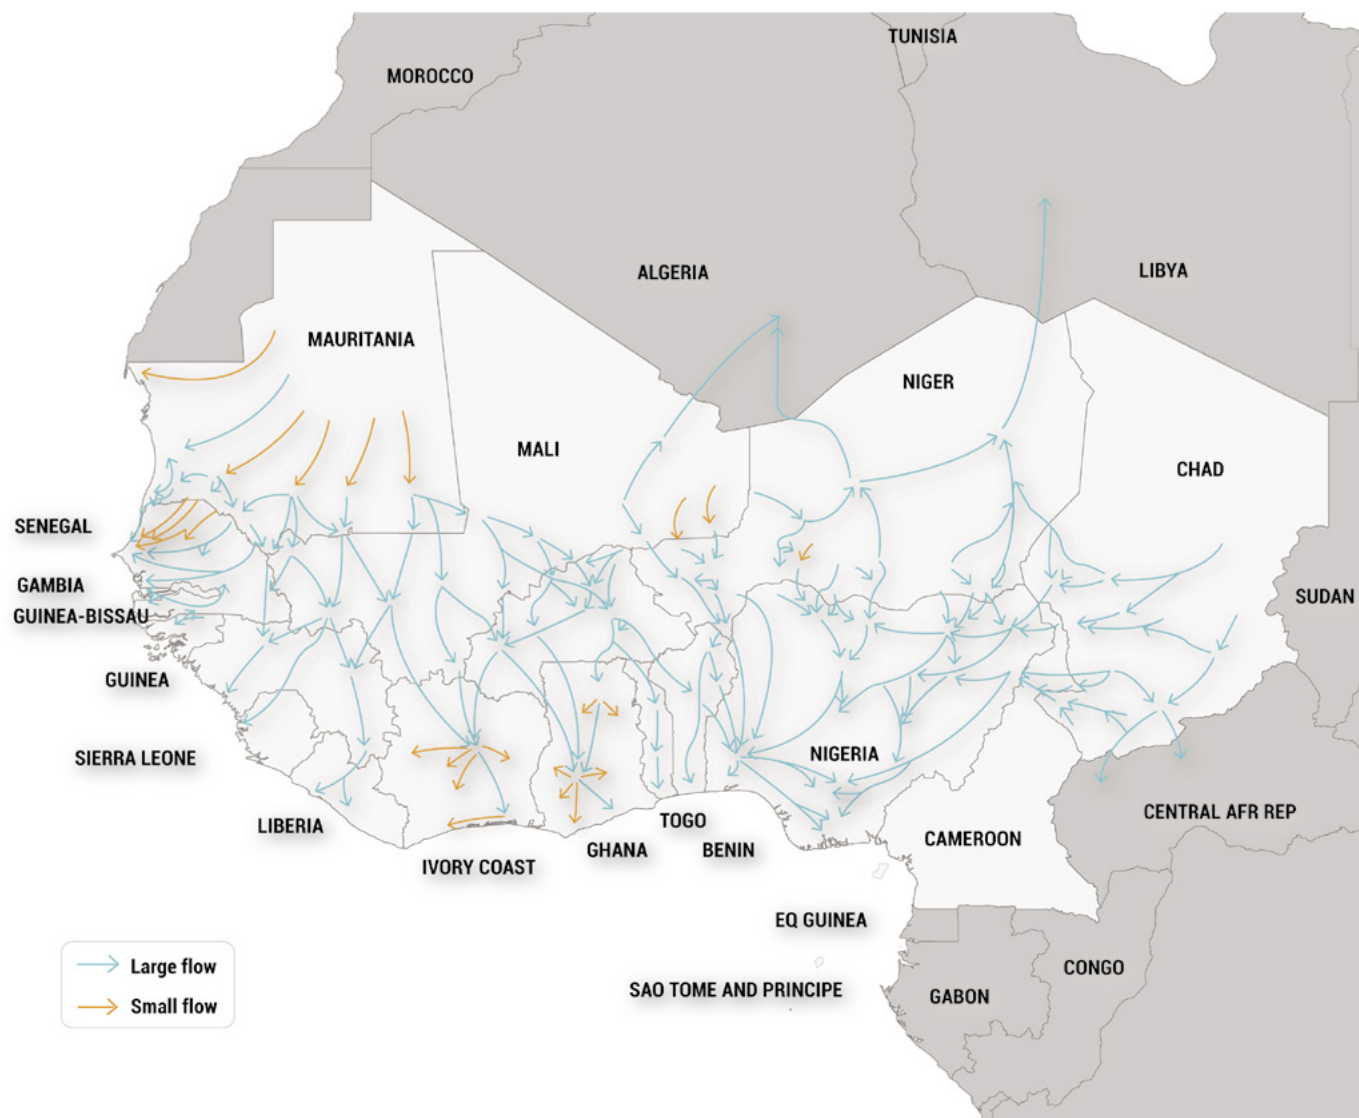 TUNISIA
MOROCCO
ALGERIA
LIBYA
MAURITANIA
NIGER
MALI
CHAD
SENEGAL
GAMBIA
SUDAN
GUINEA-BISSAU
GUINEA
SIERRA LEONE
NIGERIA
CENTRAL AFR REP
LIBERIA
TOGO
CAMEROON
IVORY COAST
GHANA
BENIN
EQ GUINEA
CONGO
SAO TOME AND PRINCIPE
GABON
Large flow
Small flow